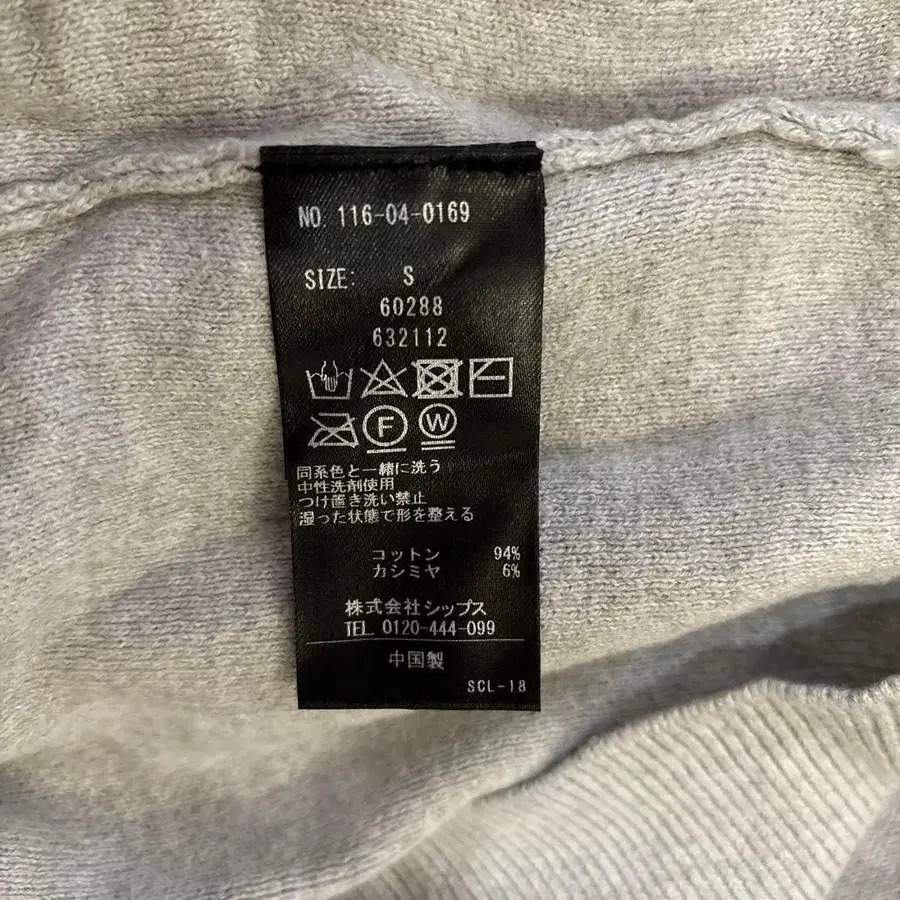 NO. 116-04-0169
SIZE: S
60288
632112
F W
同系色と一緒に洗う
中性洗剤使用
つけ置き洗い禁止
湿った状態で形を整える
コットン 94%
カシミヤ 6%
株式会社シップス
TEL. 0120-444-099
中国製
SCL-18